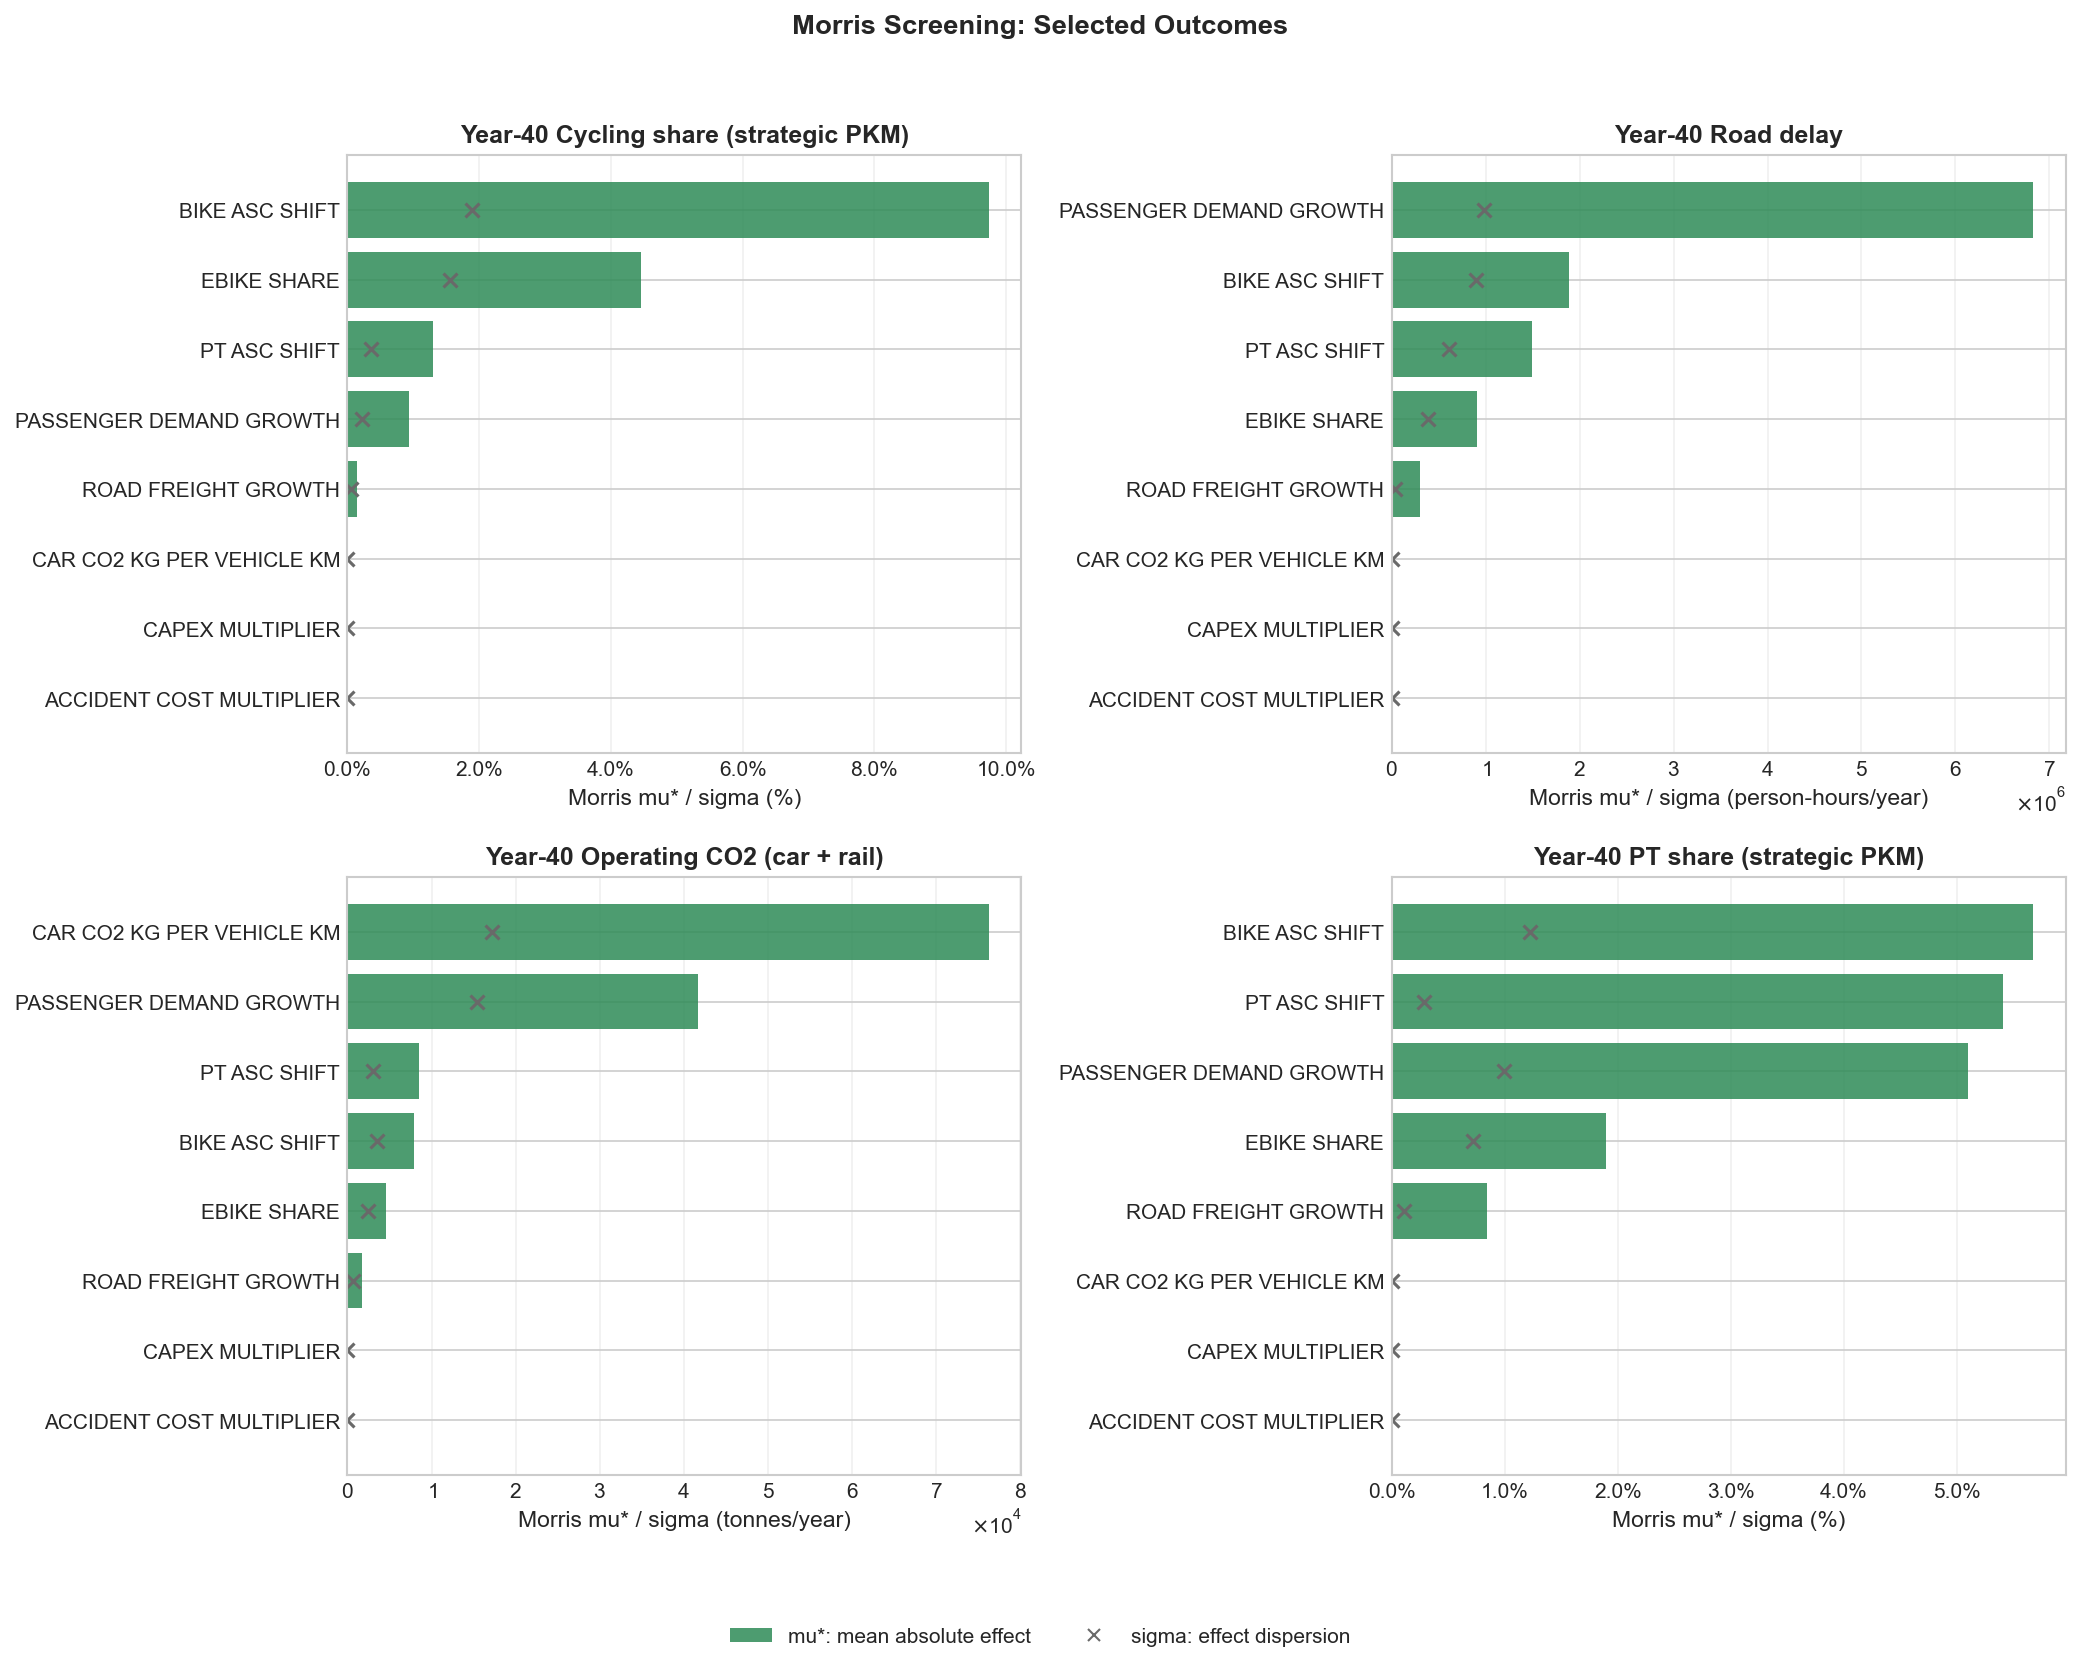 Morris Screening: Selected Outcomes
Year-40 Cycling share (strategic PKM)
BIKE ASC SHIFT
EBIKE SHARE
PT ASC SHIFT
PASSENGER DEMAND GROWTH
ROAD FREIGHT GROWTH
CAR CO2 KG PER VEHICLE KM
CAPEX MULTIPLIER
ACCIDENT COST MULTIPLIER
0.0% 2.0% 4.0% 6.0% 8.0% 10.0%
Morris mu* / sigma (%)
Year-40 Road delay
PASSENGER DEMAND GROWTH
BIKE ASC SHIFT
PT ASC SHIFT
EBIKE SHARE
ROAD FREIGHT GROWTH
CAR CO2 KG PER VEHICLE KM
CAPEX MULTIPLIER
ACCIDENT COST MULTIPLIER
0 1 2 3 4 5 6 7
Morris mu* / sigma (person-hours/year)
×10⁶
Year-40 Operating CO2 (car + rail)
CAR CO2 KG PER VEHICLE KM
PASSENGER DEMAND GROWTH
PT ASC SHIFT
BIKE ASC SHIFT
EBIKE SHARE
ROAD FREIGHT GROWTH
CAPEX MULTIPLIER
ACCIDENT COST MULTIPLIER
0 1 2 3 4 5 6 7 8
Morris mu* / sigma (tonnes/year)
×10⁴
Year-40 PT share (strategic PKM)
BIKE ASC SHIFT
PT ASC SHIFT
PASSENGER DEMAND GROWTH
EBIKE SHARE
ROAD FREIGHT GROWTH
CAR CO2 KG PER VEHICLE KM
CAPEX MULTIPLIER
ACCIDENT COST MULTIPLIER
0.0% 1.0% 2.0% 3.0% 4.0% 5.0%
Morris mu* / sigma (%)
mu*: mean absolute effect
sigma: effect dispersion